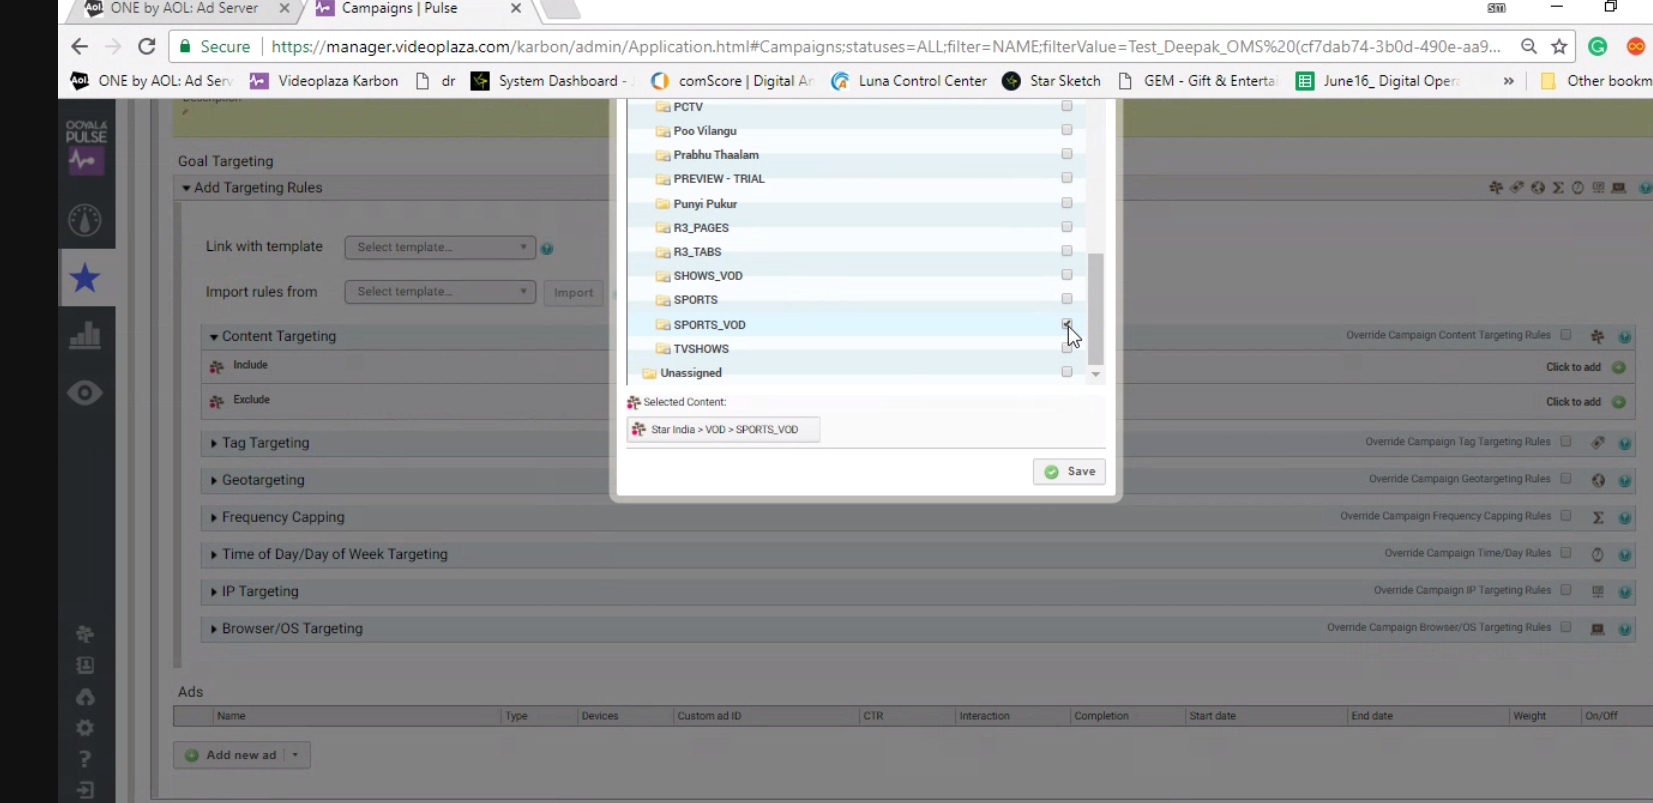 Aol. ONE by AOL: Ad Server
Campaigns | Pulse
sm
Secure | https://manager.videoplaza.com/karbon/admin/Application.html#Campaigns;statuses=ALL;filter=NAME;filterValue=Test_Deepak_OMS%20(cf7dab74-3b0d-490e-aa9...
Aol. ONE by AOL: Ad Serv
Videoplaza Karbon
dr
System Dashboard -
comScore | Digital An
Luna Control Center
Star Sketch
GEM - Gift & Enterta
June16_ Digital Oper
»
Other bookm
OOYALA
PULSE
Description
Goal Targeting
Add Targeting Rules
Link with template
Select template...
Import rules from
Select template...
Import
Content Targeting
Override Campaign Content Targeting Rules
Include
Click to add
Exclude
Click to add
Tag Targeting
Override Campaign Tag Targeting Rules
Geotargeting
Override Campaign Geotargeting Rules
Frequency Capping
Override Campaign Frequency Capping Rules
Time of Day/Day of Week Targeting
Override Campaign Time/Day Rules
IP Targeting
Override Campaign IP Targeting Rules
Browser/OS Targeting
Override Campaign Browser/OS Targeting Rules
PCTV
Poo Vilangu
Prabhu Thaalam
PREVIEW - TRIAL
Punyi Pukur
R3_PAGES
R3_TABS
SHOWS_VOD
SPORTS
SPORTS_VOD
TVSHOWS
Unassigned
Selected Content:
Star India > VOD > SPORTS_VOD
Save
Ads
Name Type Devices Custom ad ID CTR Interaction Completion Start date End date Weight On/Off
Add new ad